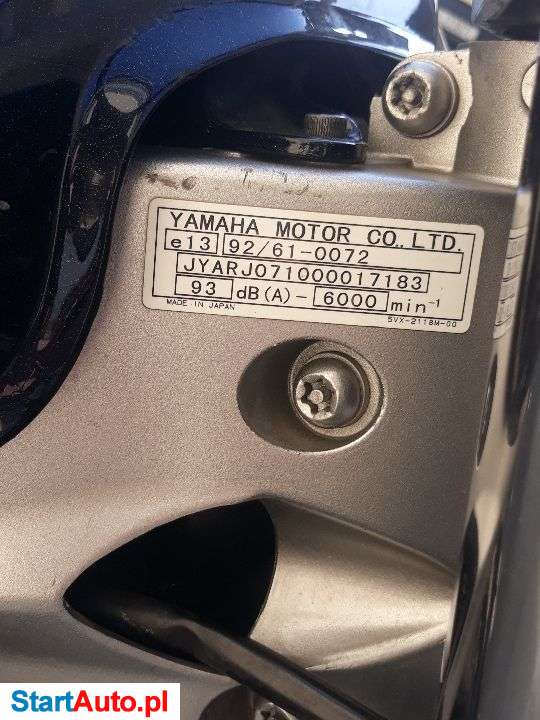 YAMAHA MOTOR CO., LTD.
e13 92/61-0072
JYARJ071000017183
93 dB(A)- 6000 min⁻¹
MADE IN JAPAN 5VX-2118M-00
StartAuto.pl